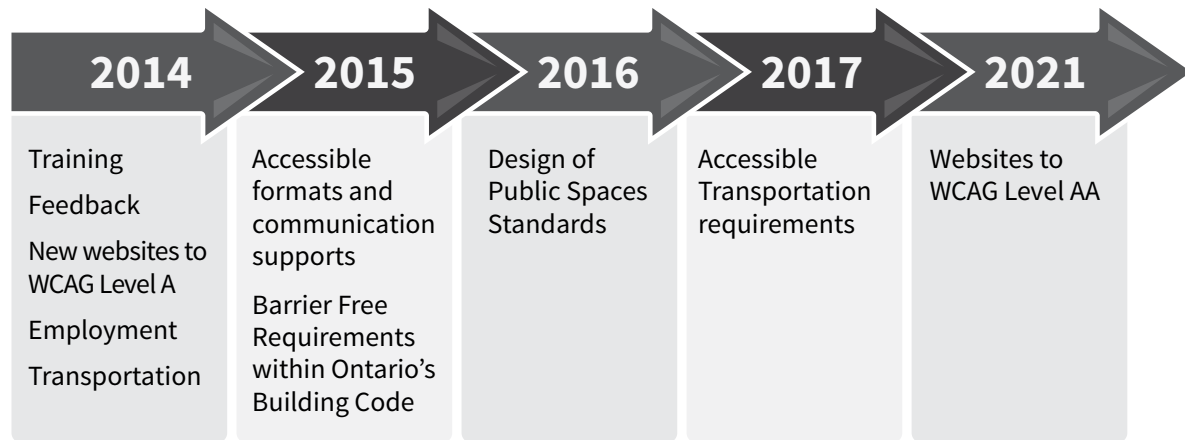 2014
Training
Feedback
New websites to
WCAG Level A
Employment
Transportation
2015
Accessible
formats and
communication
supports
Barrier Free
Requirements
within Ontario’s
Building Code
2016
Design of
Public Spaces
Standards
2017
Accessible
Transportation
requirements
2021
Websites to
WCAG Level AA